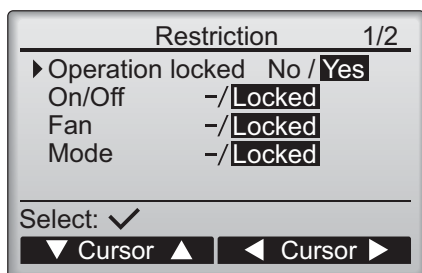 Restriction 1/2
Operation locked No / Yes
On/Off –/Locked
Fan –/Locked
Mode –/Locked
Select: ✓
▼ Cursor ▲ ◀ Cursor ▶